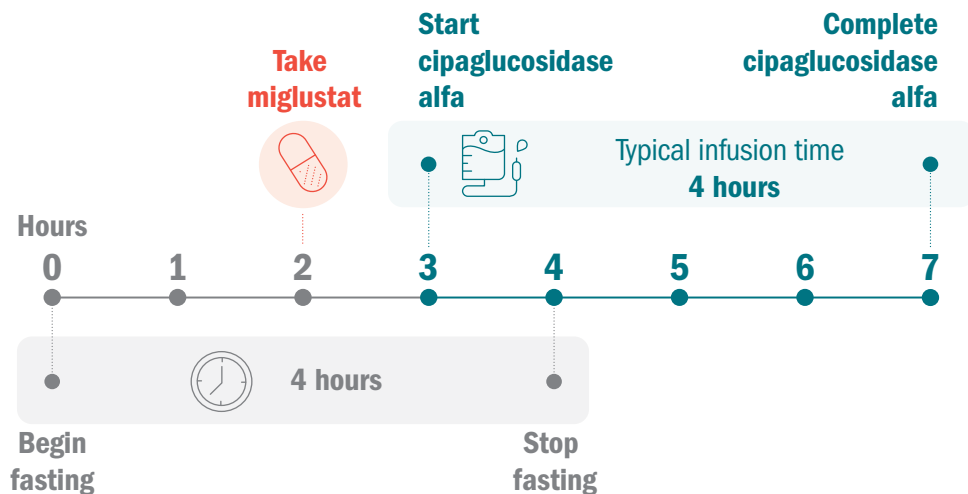 Start
cipaglucosidase
alfa
Complete
cipaglucosidase
alfa
Take
miglustat
Typical infusion time
4 hours
Hours
0 1 2 3 4 5 6 7
4 hours
Begin
fasting
Stop
fasting